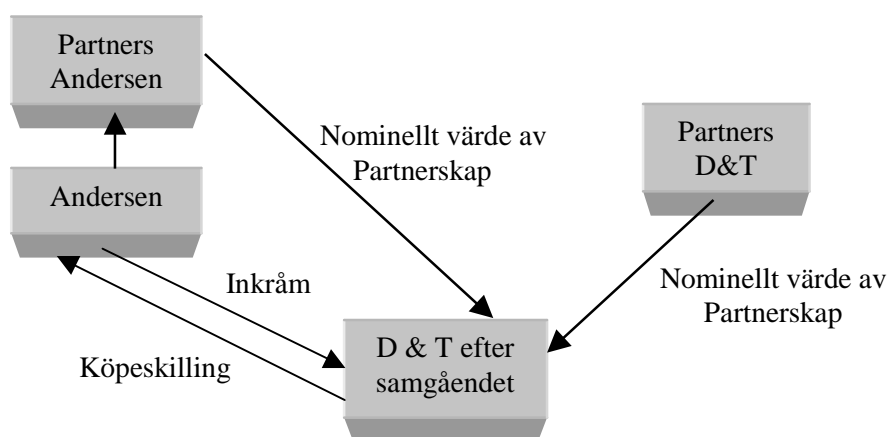 Partners
Andersen
Nominellt värde av
Partnerskap
Partners
D&T
Andersen
Nominellt värde av
Partnerskap
Inkråm
D & T efter
samgåendet
Köpeskilling